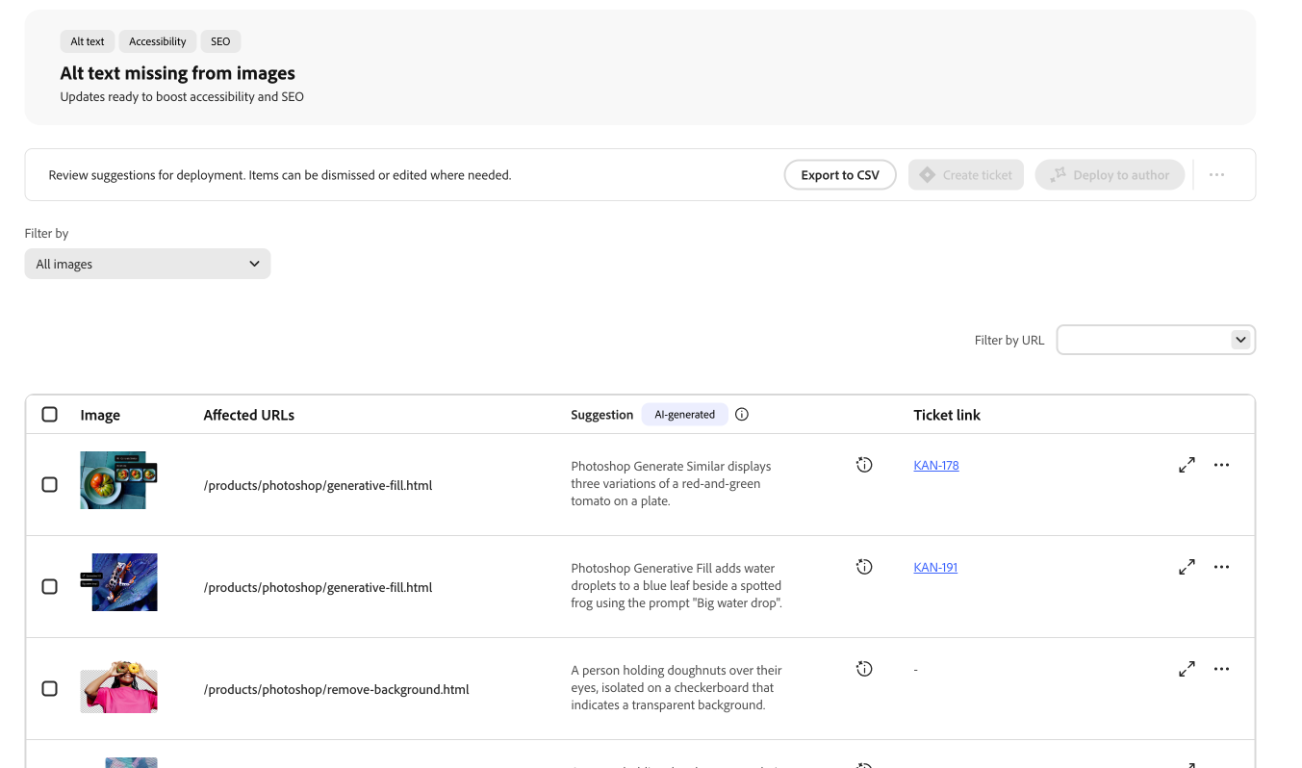 Alt text Accessibility SEO
Alt text missing from images
Updates ready to boost accessibility and SEO
Review suggestions for deployment. Items can be dismissed or edited where needed.
Export to CSV
Create ticket
Deploy to author
Filter by
All images
Filter by URL
Image Affected URLs Suggestion AI-generated Ticket link
/products/photoshop/generative-fill.html
Photoshop Generate Similar displays
three variations of a red-and-green
tomato on a plate.
KAN-178
/products/photoshop/generative-fill.html
Photoshop Generative Fill adds water
droplets to a blue leaf beside a spotted
frog using the prompt "Big water drop".
KAN-191
/products/photoshop/remove-background.html
A person holding doughnuts over their
eyes, isolated on a checkerboard that
indicates a transparent background.
-